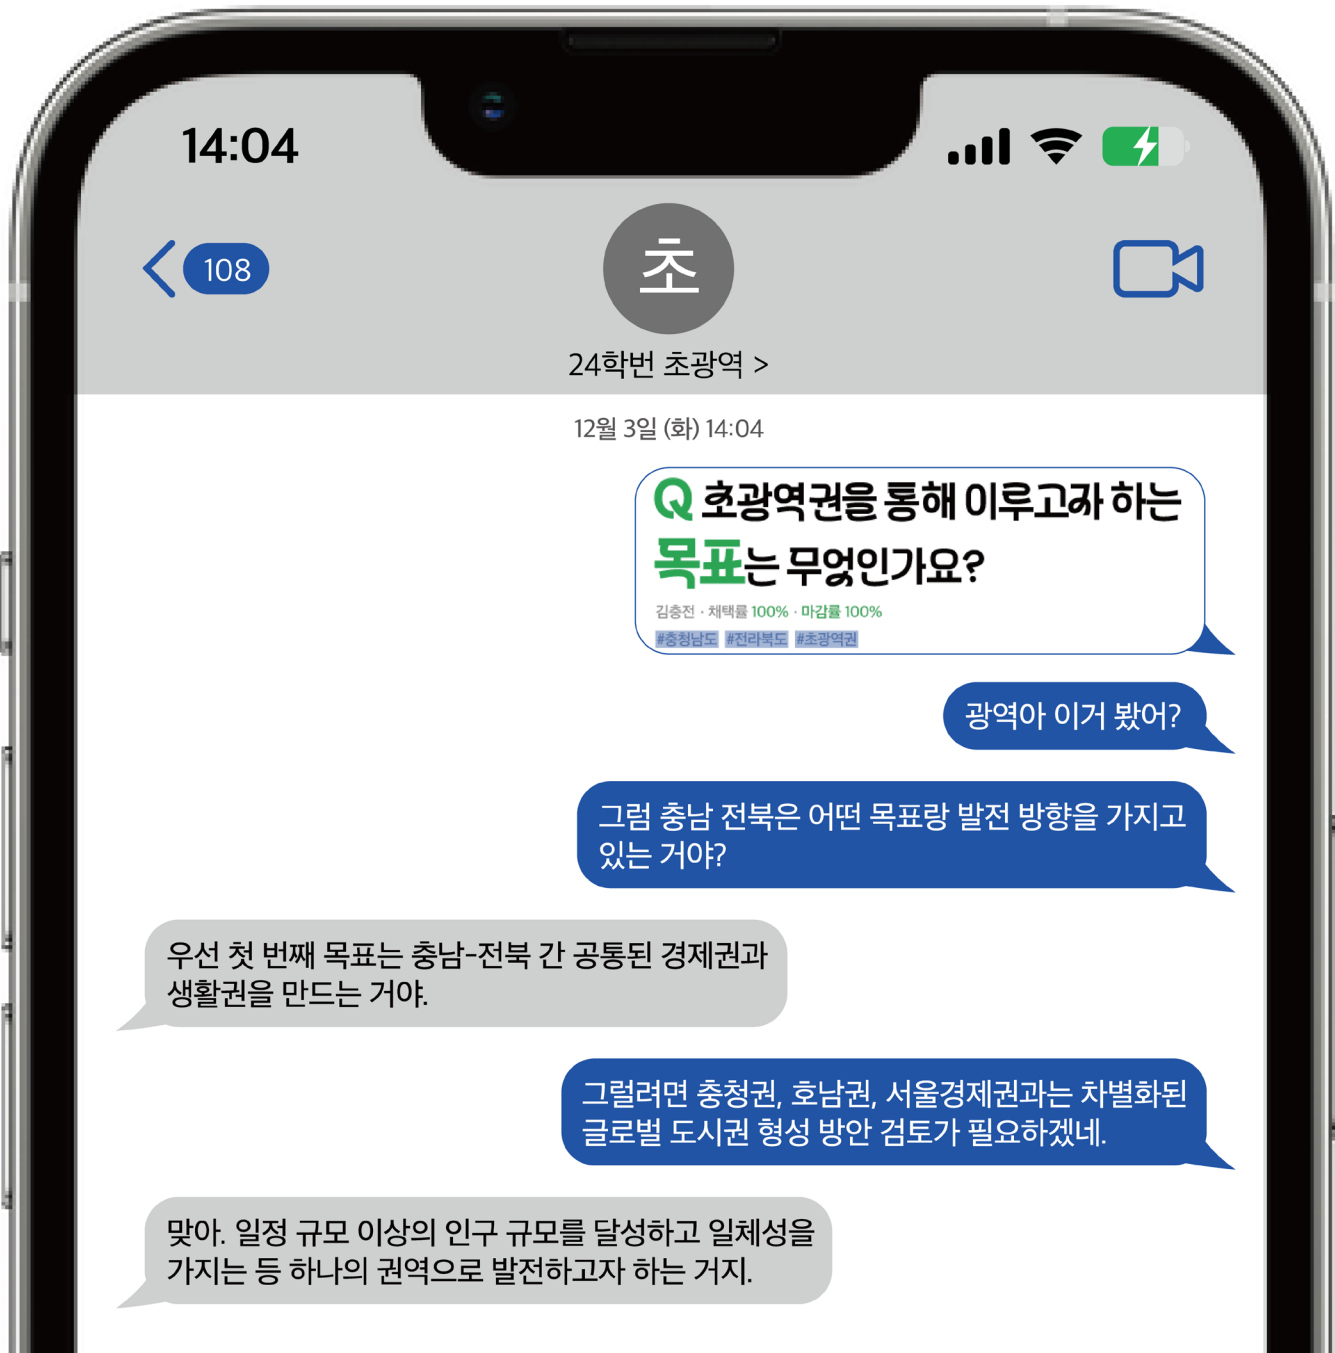 14:04
108
초
24학번 초광역 >
12월 3일 (화) 14:04
Q 초광역권을 통해 이루고자 하는
목표는 무엇인가요?
김충전 · 채택률 100% · 마감률 100%
#충청남도 #전라북도 #초광역권
광역아 이거 봤어?
그럼 충남 전북은 어떤 목표랑 발전 방향을 가지고
있는 거야?
우선 첫 번째 목표는 충남-전북 간 공통된 경제권과
생활권을 만드는 거야.
그럴려면 충청권, 호남권, 서울경제권과는 차별화된
글로벌 도시권 형성 방안 검토가 필요하겠네.
맞아. 일정 규모 이상의 인구 규모를 달성하고 일체성을
가지는 등 하나의 권역으로 발전하고자 하는 거지.